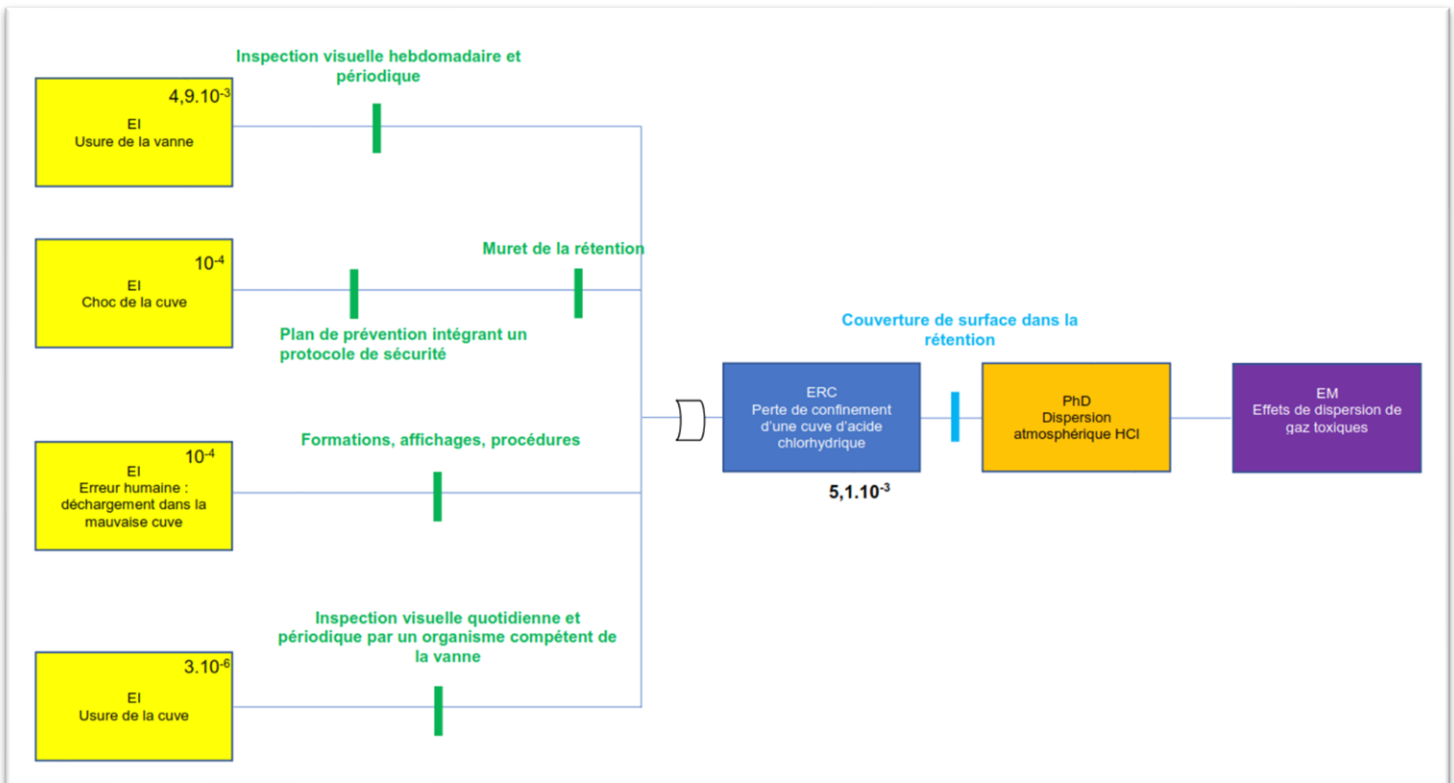 Inspection visuelle hebdomadaire et
périodique
4,9.10⁻³
EI
Usure de la vanne
10⁻⁴
EI
Choc de la cuve
Muret de la rétention
Plan de prévention intégrant un
protocole de sécurité
10⁻⁴
EI
Erreur humaine :
déchargement dans la
mauvaise cuve
Formations, affichages, procédures
Inspection visuelle quotidienne et
périodique par un organisme compétent de
la vanne
3.10⁻⁶
EI
Usure de la cuve
ERC
Perte de confinement
d’une cuve d’acide
chlorhydrique
5,1.10⁻³
Couverture de surface dans la
rétention
PhD
Dispersion
atmosphérique HCl
EM
Effets de dispersion de
gaz toxiques